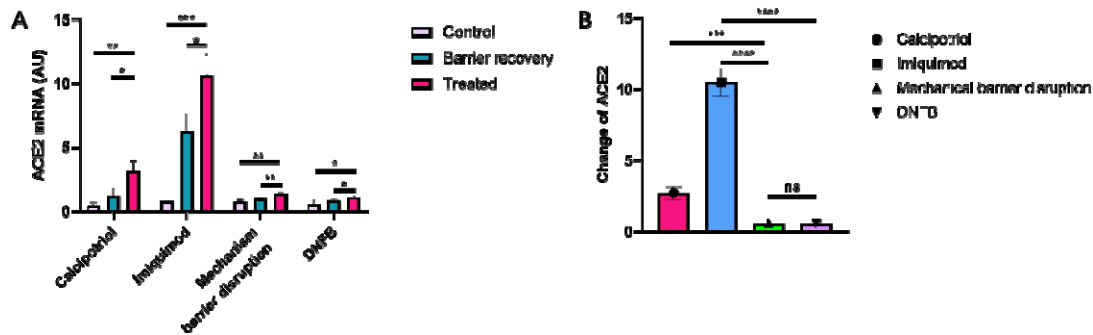 A
ACE2 mRNA (AU)
15
10
5
0
**
*
***
*
**
**
*
*
Calcipotriol
Imiquimod
Mechanism
barrier disruption
DNFB
Control
Barrier recovery
Treated
B
Change of ACE2
15
10
5
0
****
***
****
ns
Calcipotriol
Imiquimod
Mechanical barrier disruption
DNFB